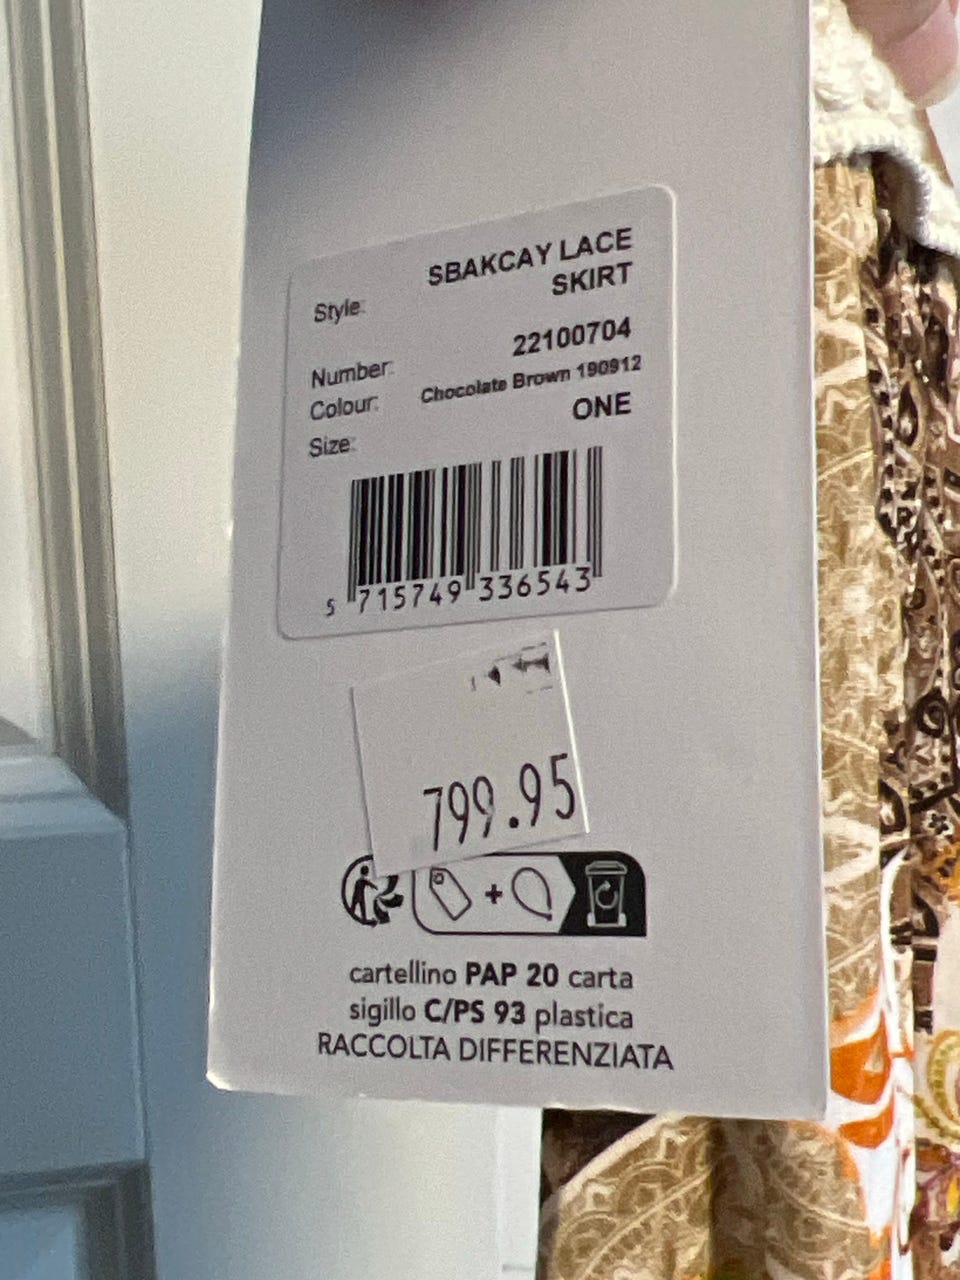 Style: SBAKCAY LACE
SKIRT
Number: 22100704
Colour: Chocolate Brown 190912
Size: ONE
5 715749 336543
799.95
cartellino PAP 20 carta
sigillo C/PS 93 plastica
RACCOLTA DIFFERENZIATA